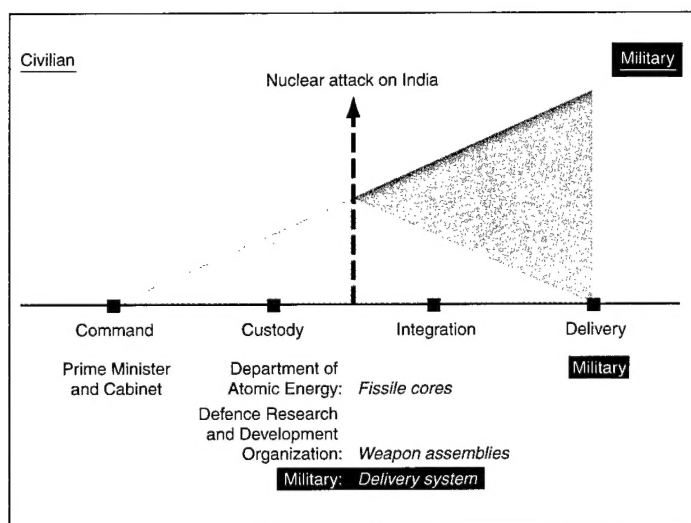 Civilian
Military
Nuclear attack on India
Command
Custody
Integration
Delivery
Prime Minister
and Cabinet
Department of
Atomic Energy: Fissile cores
Defence Research
and Development
Organization: Weapon assemblies
Military: Delivery system
Military